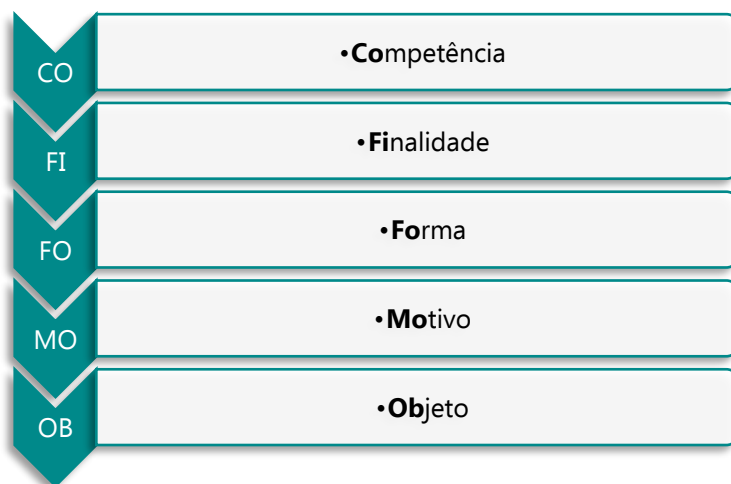 CO
•Competência
FI
•Finalidade
FO
•Forma
MO
•Motivo
OB
•Objeto